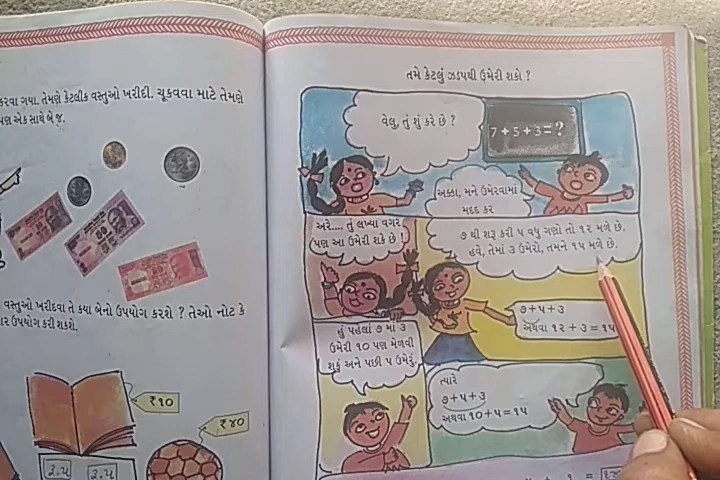 કરવા ગયા. તેમણે કેટલીક વસ્તુઓ ખરીદી. ચૂકવવા માટે તેમણે
પણ એક સાથે બે જ.
વસ્તુઓ ખરીદવા તે કયા બેનો ઉપયોગ કરશે ? તેઓ નોટ કે
ઉપયોગ કરી શકશે.
₹૧૦
₹૪૦
તમે કેટલું ઝડપથી ઉમેરી શકો ?
વેલુ, તું શું કરે છે ?
7 + 5 + 3 = ?
અક્કા, મને ઉમેરવામાં
મદદ કર
અરે.... તું લખ્યા વગર
પણ આ ઉમેરી શકે છે !
૭ થી શરૂ કરી ૫ વધુ ગણો તો ૧૨ મળે છે.
હવે, તેમાં ૩ ઉમેરો, તમને ૧૫ મળે છે.
૭+૫+૩
અથવા ૧૨ + ૩ = ૧૫
હું પહેલાં ૭ માં ૩
ઉમેરી ૧૦ પણ મેળવી
શકું અને પાછી ૫ ઉમેરું.
ત્યારે
૭+૫+૩
અથવા ૧૦+૫=૧૫